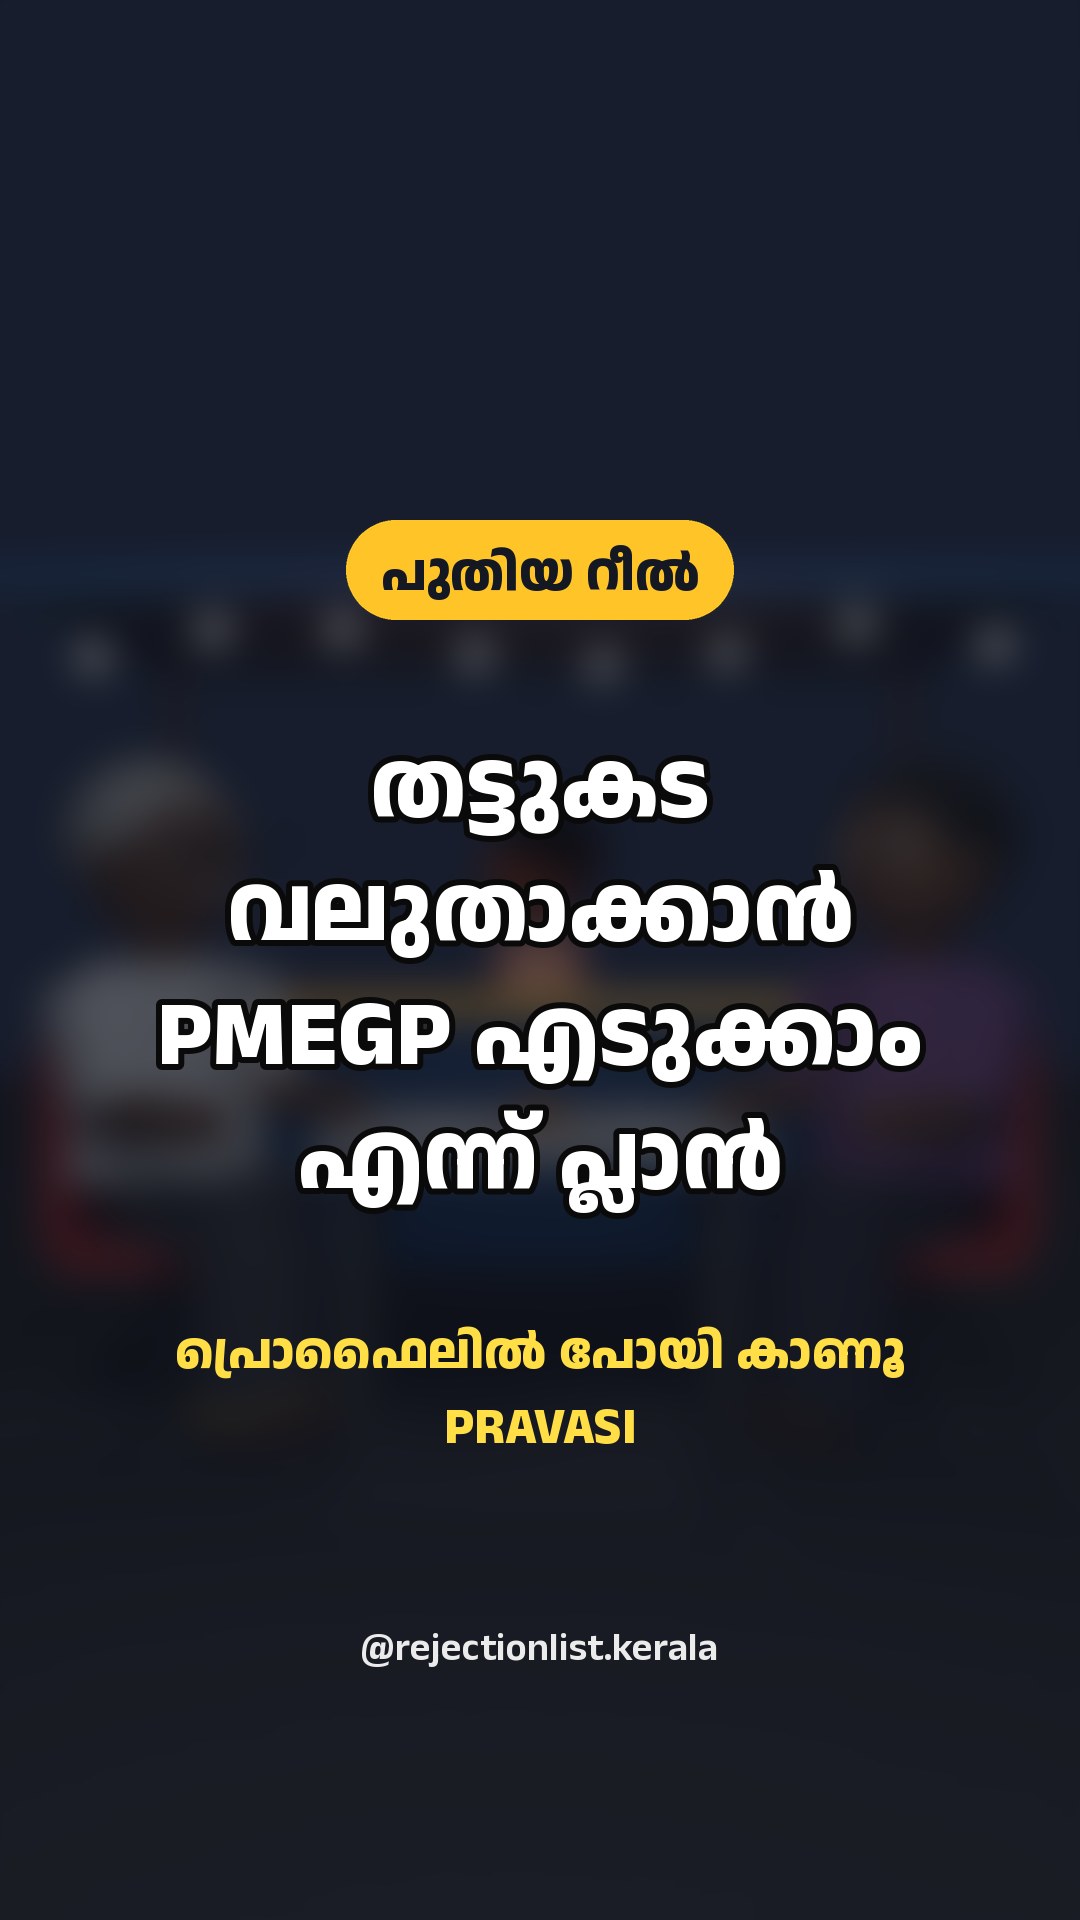 പുതിയ റീൽ
തട്ടുകട
വലുതാക്കാൻ
PMEGP എടുക്കാം
എന്ന് പ്ലാൻ
പ്രൊഫൈലിൽ പോയി കാണൂ
PRAVASI
@rejectionlist.kerala